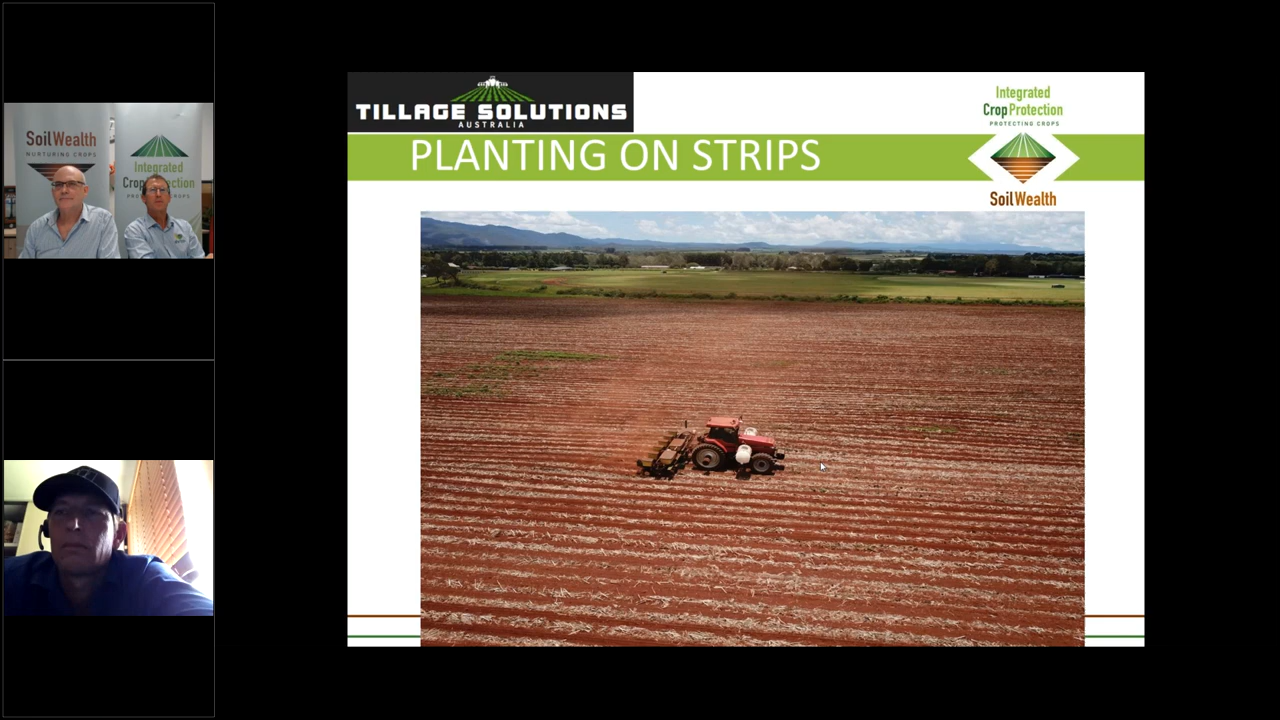 TILLAGE SOLUTIONS
AUSTRALIA
PLANTING ON STRIPS
Integrated
Crop Protection
PROTECTING CROPS
SoilWealth
SoilWealth
NURTURING CROPS
Integrated
Crop Protection